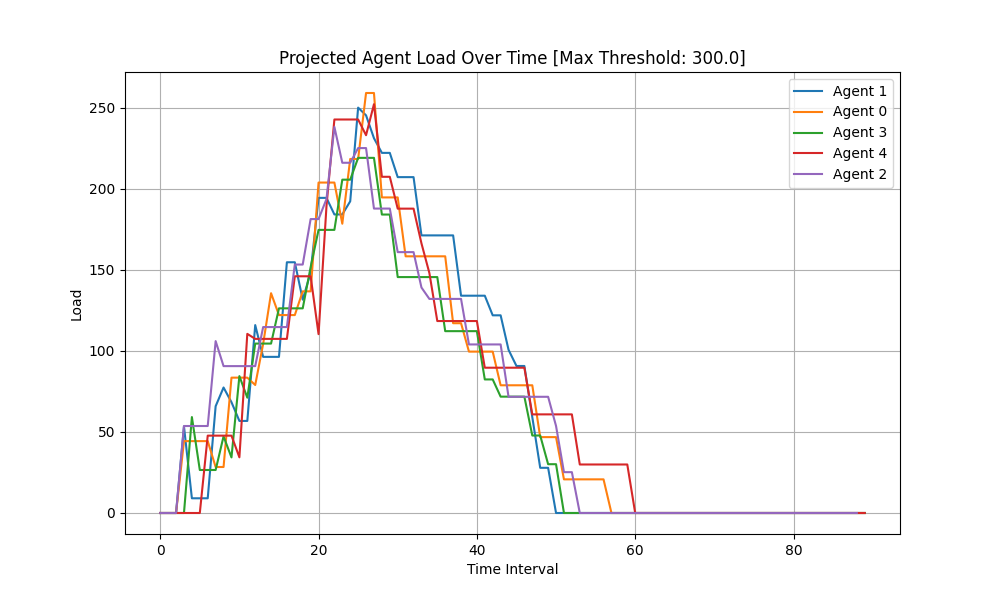 Projected Agent Load Over Time [Max Threshold: 300.0]
Agent 1
Agent 0
Agent 3
Agent 4
Agent 2
250
200
150
100
50
0
Load
0 20 40 60 80
Time Interval